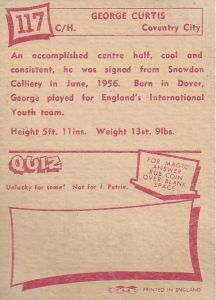 117
C/H.
GEORGE CURTIS
Coventry City
An accomplished centre half, cool and
consistent, he was signed from Snowdon
Colliery in June, 1956. Born in Dover,
George played for England's International
Youth team.
Height 5ft. 11ins. Weight 13st. 9lbs.
QUIZ
Unlucky for some? Not for J. Petrie.
FOR MAGIC
ANSWER
RUB COIN
OVER BLANK
SPACE
PRINTED IN ENGLAND